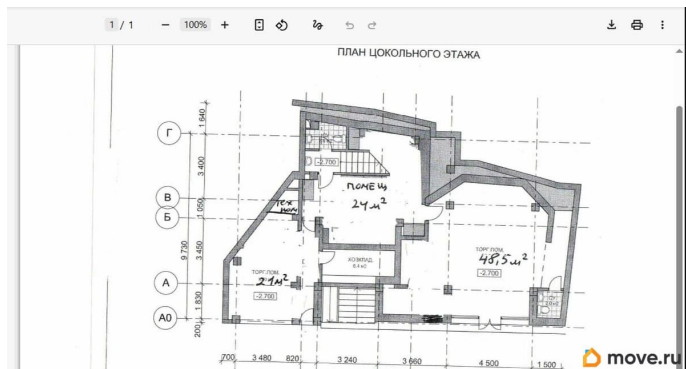 1 / 1
100%
ПЛАН ЦОКОЛЬНОГО ЭТАЖА
1 640
Г
3 400
-2.700
ПОМЕЩ
24 м²
В
1 050
тех
пом
Б
9 730
3 450
ХОЗ.КЛАД.
ТОРГ.ПОМ.
48,5 м²
-2.700
ТОРГ.ПОМ.
21 м²
-2.700
А
1 830
А0
200
700
3 480
820
3 240
3 660
4 500
1 500
move.ru